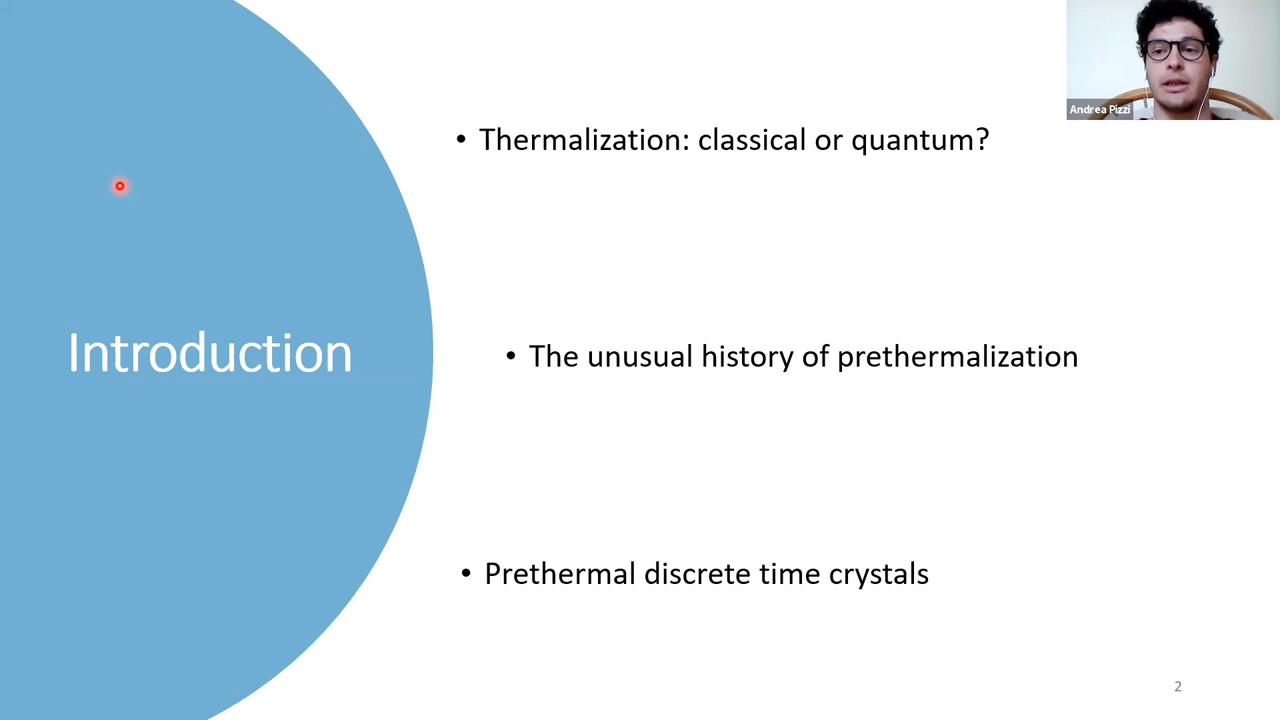 Andrea Pizzi
• Thermalization: classical or quantum?
Introduction
• The unusual history of prethermalization
• Prethermal discrete time crystals
2